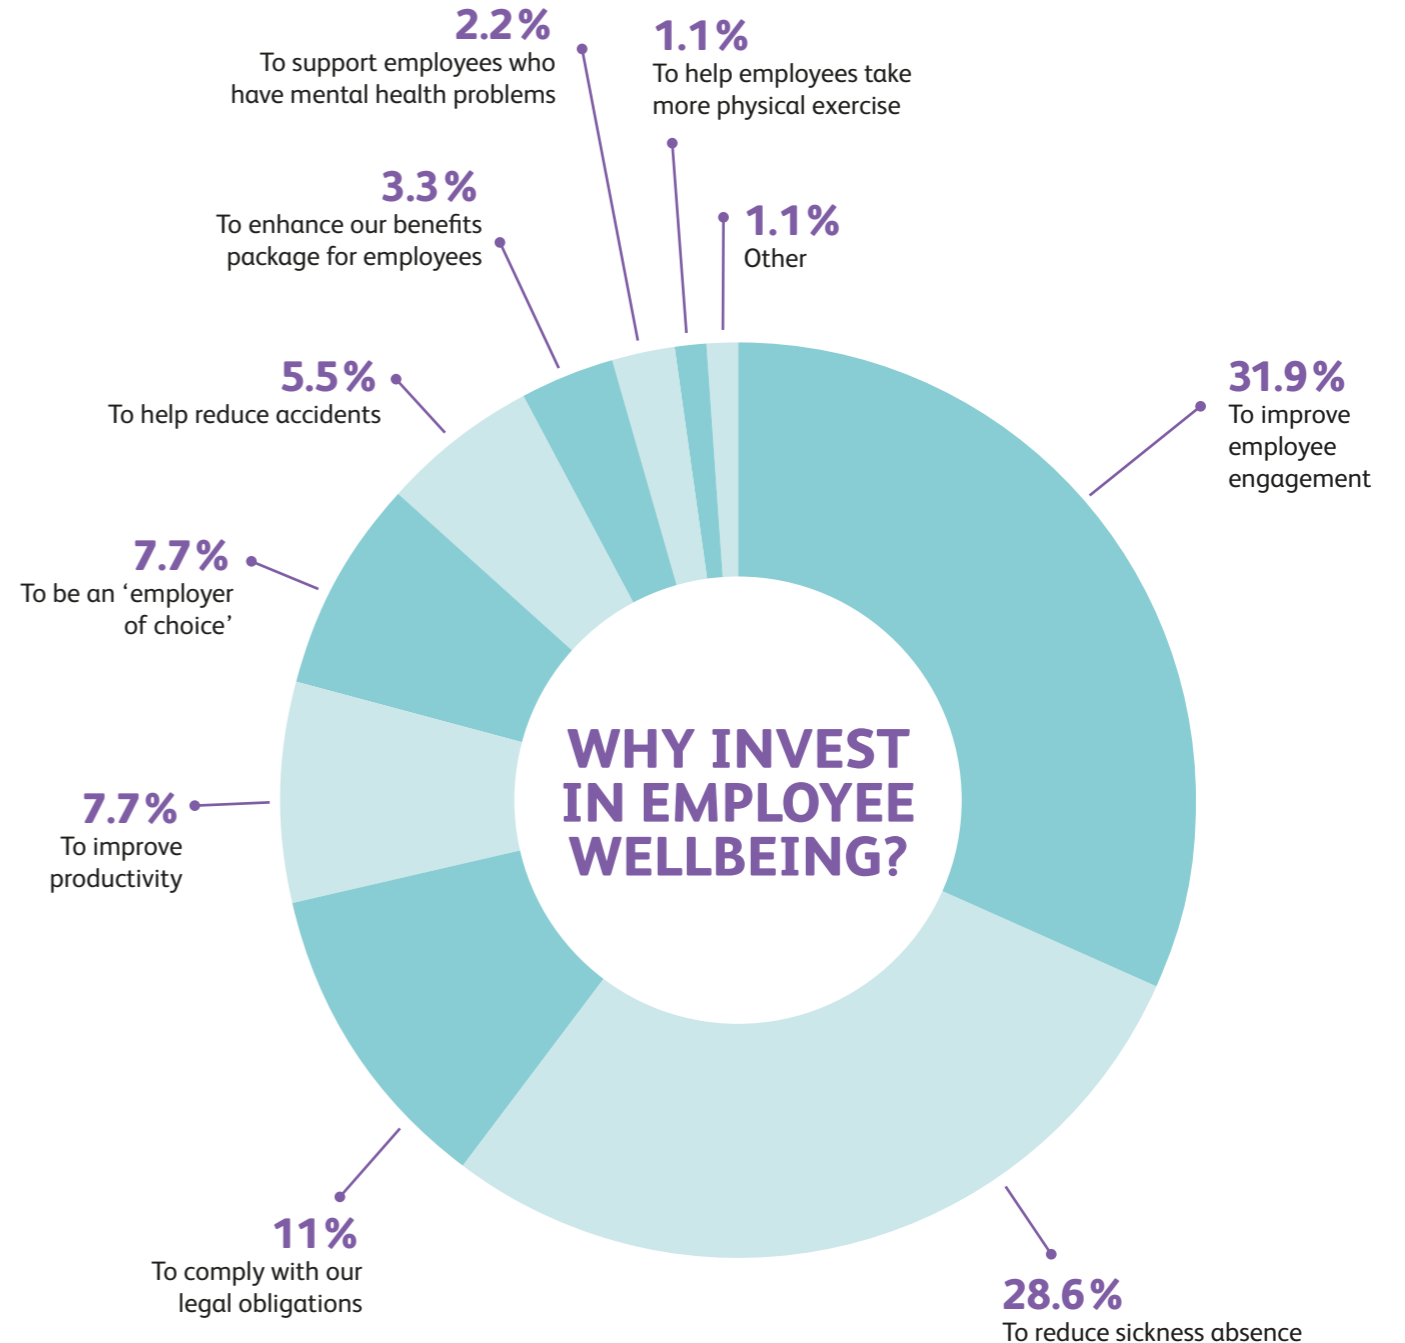 2.2%
To support employees who
have mental health problems
1.1%
To help employees take
more physical exercise
3.3%
To enhance our benefits
package for employees
1.1%
Other
5.5%
To help reduce accidents
31.9%
To improve
employee
engagement
7.7%
To be an ‘employer
of choice’
WHY INVEST
IN EMPLOYEE
WELLBEING?
7.7%
To improve
productivity
11%
To comply with our
legal obligations
28.6%
To reduce sickness absence